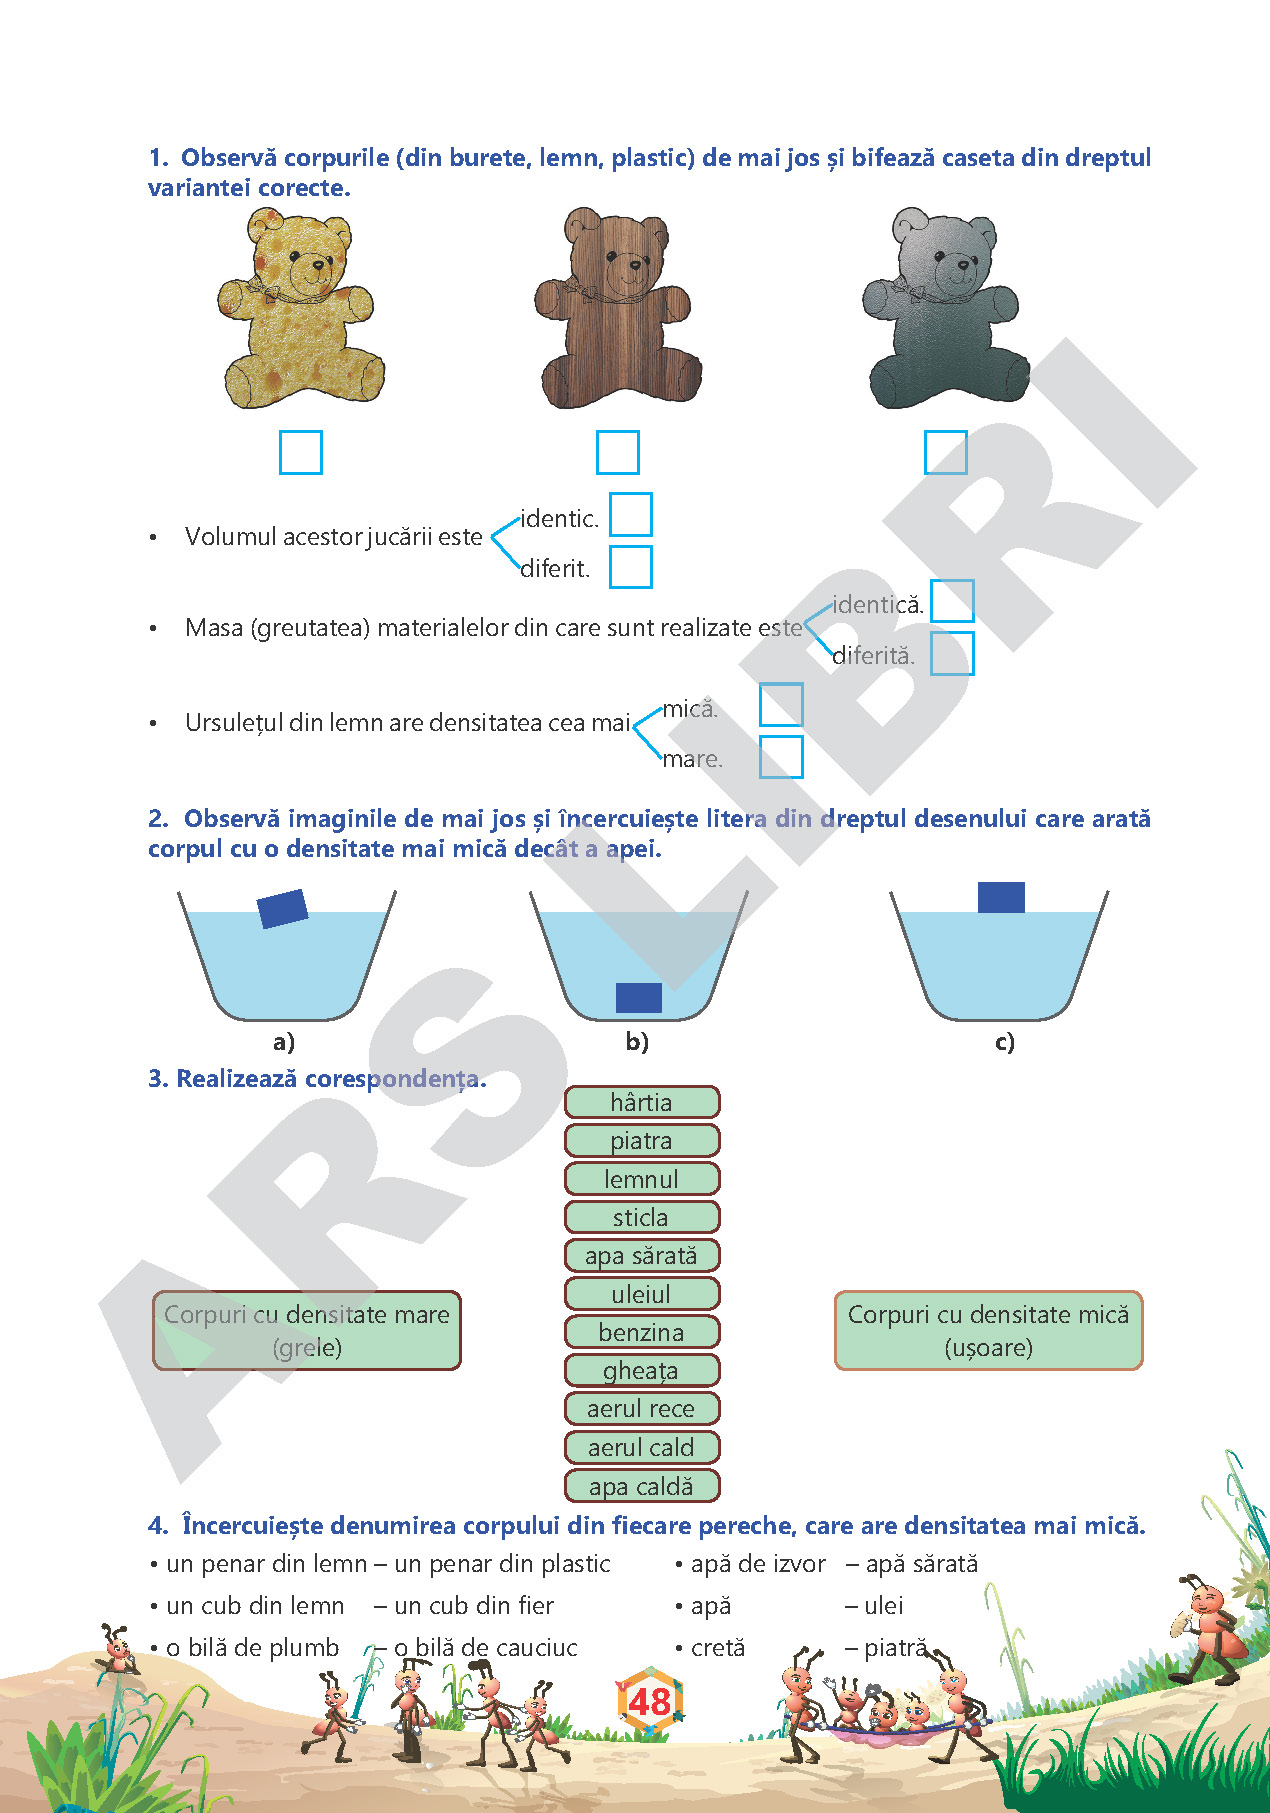 1. Observă corpurile (din burete, lemn, plastic) de mai jos și bifează caseta din dreptul
variantei corecte.
• Volumul acestor jucării este
identic.
diferit.
• Masa (greutatea) materialelor din care sunt realizate este
identică.
diferită.
• Ursulețul din lemn are densitatea cea mai
mică.
mare.
2. Observă imaginile de mai jos și încercuiește litera din dreptul desenului care arată
corpul cu o densitate mai mică decât a apei.
a) b) c)
3. Realizează corespondența.
hârtia
piatra
lemnul
sticla
apa sărată
uleiul
benzina
gheața
aerul rece
aerul cald
apa caldă
Corpuri cu densitate mare
(grele)
Corpuri cu densitate mică
(ușoare)
4. Încercuiește denumirea corpului din fiecare pereche, care are densitatea mai mică.
• un penar din lemn – un penar din plastic
• un cub din lemn – un cub din fier
• o bilă de plumb – o bilă de cauciuc
• apă de izvor – apă sărată
• apă – ulei
• cretă – piatră
48
ARS LIBRI